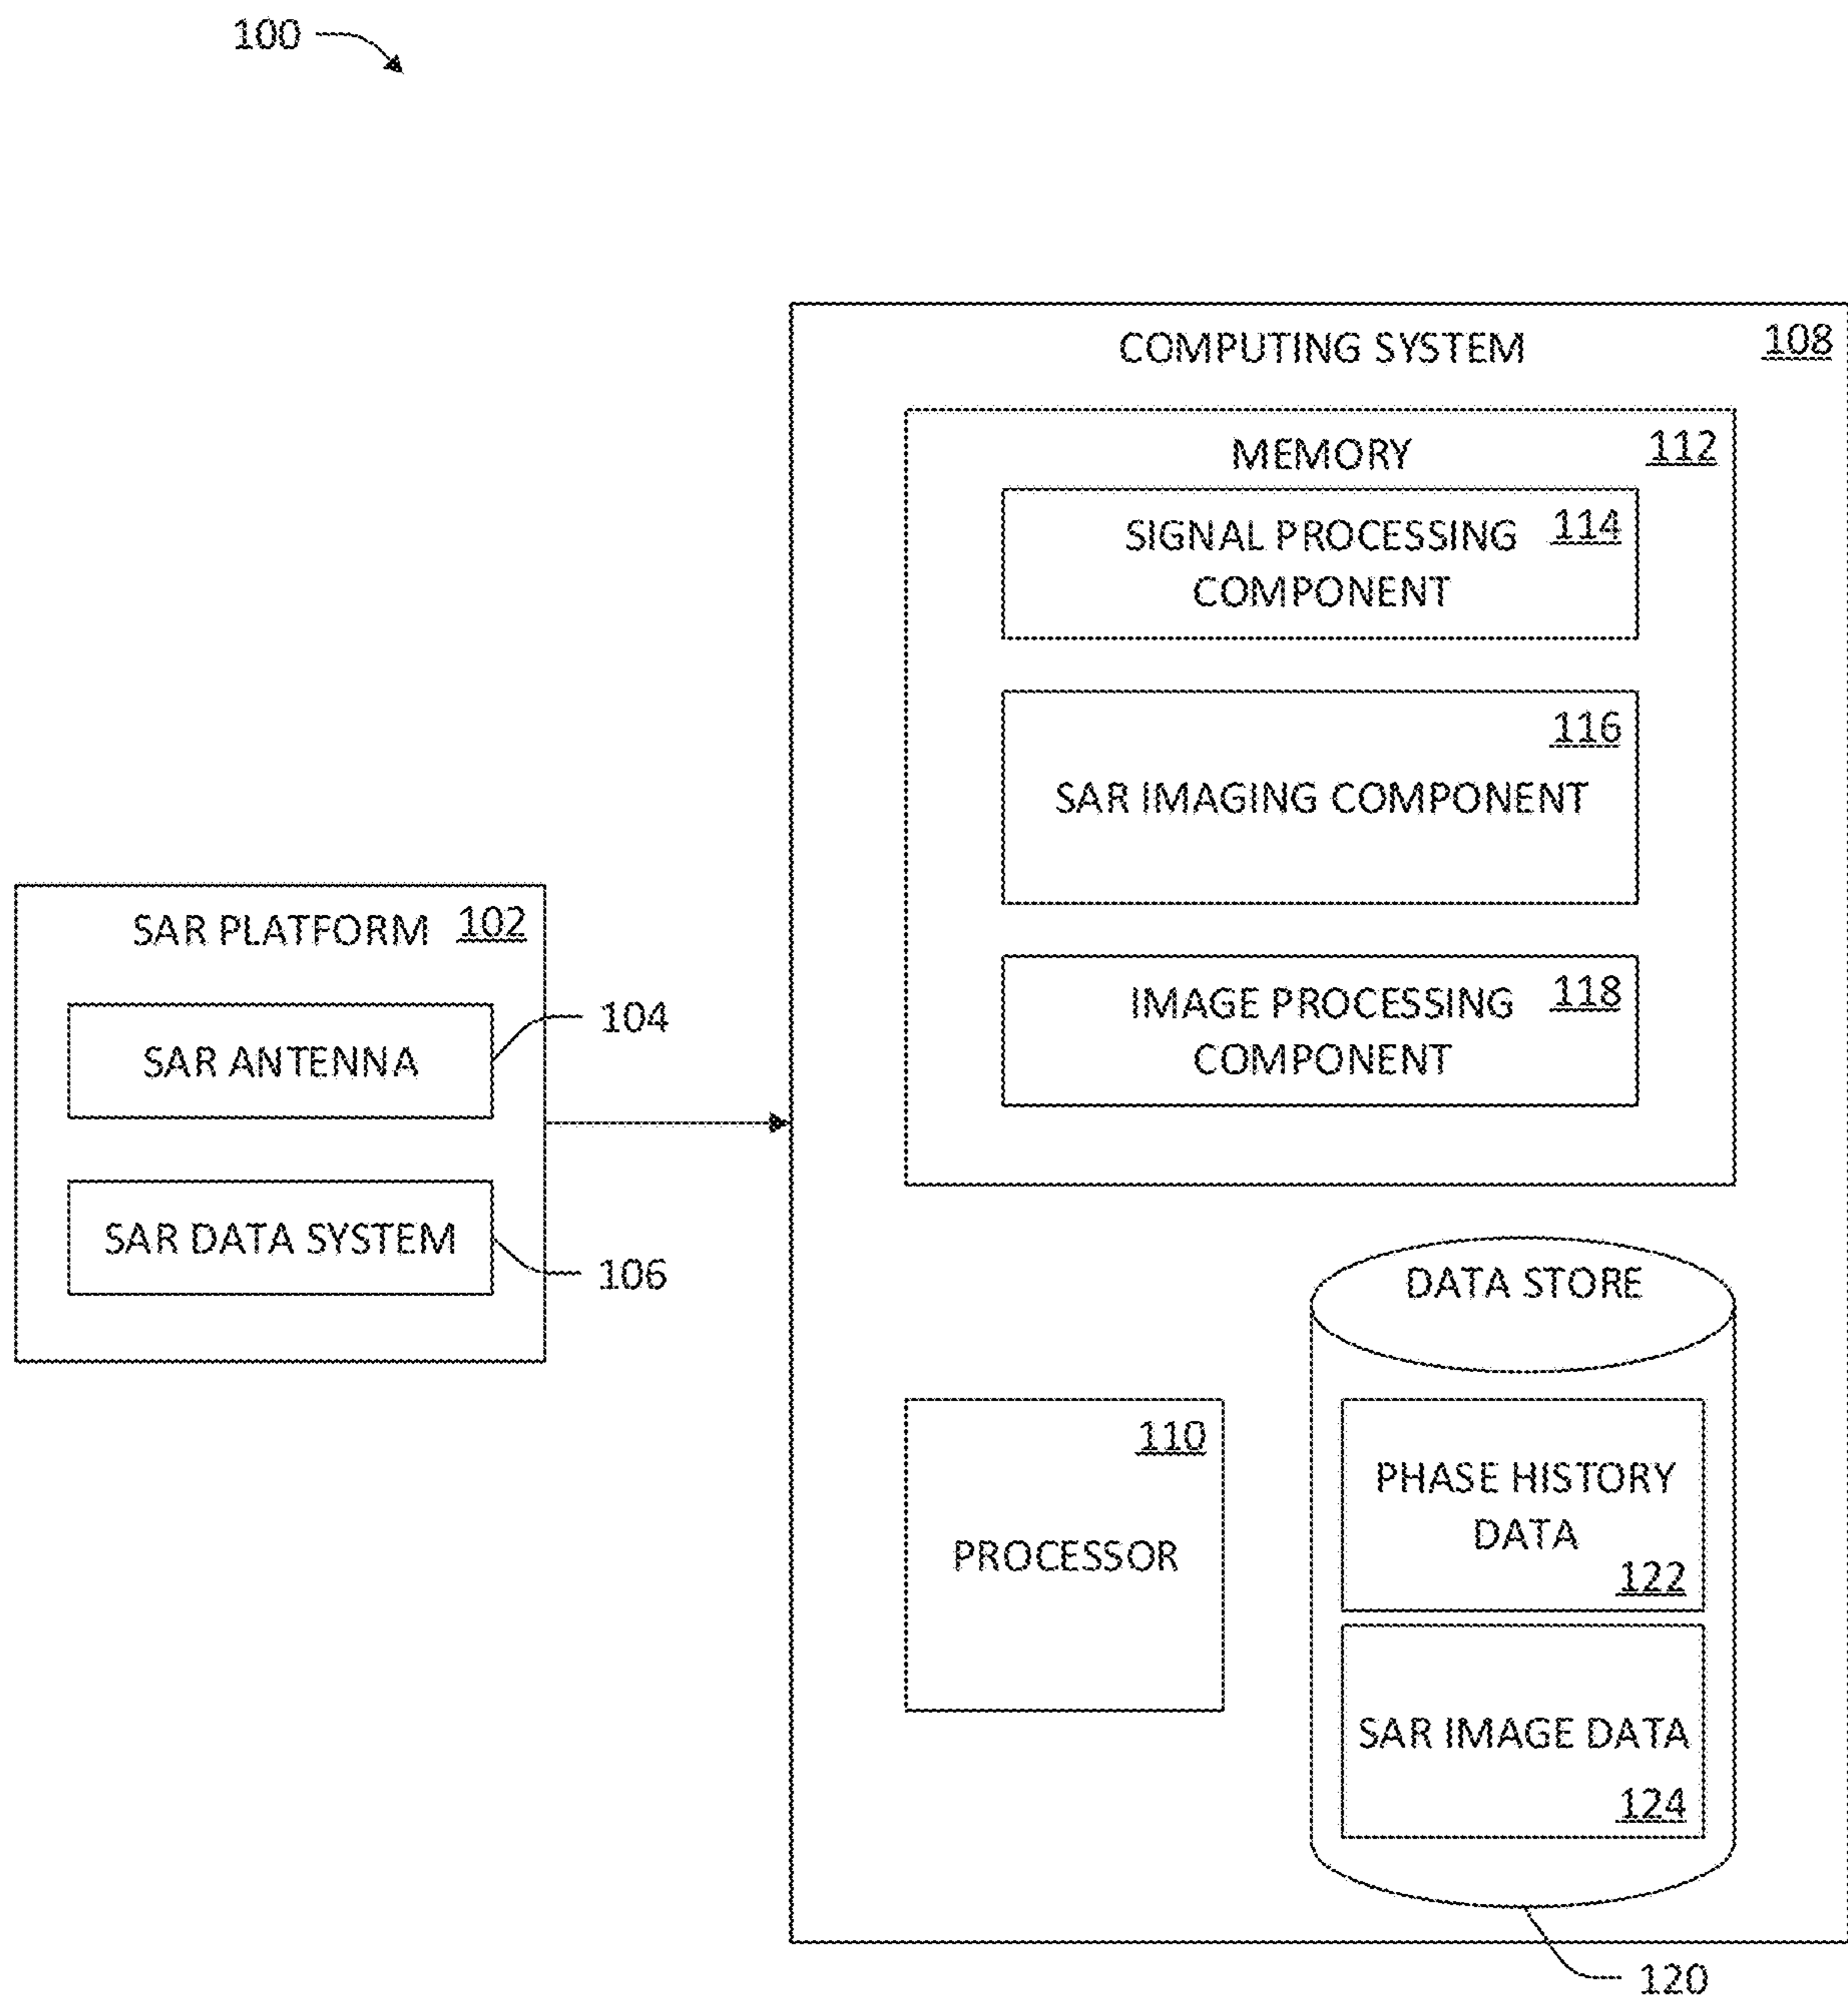 100
COMPUTING SYSTEM 108
MEMORY 112
SIGNAL PROCESSING 114
COMPONENT
116
SAR IMAGING COMPONENT
IMAGE PROCESSING 118
COMPONENT
SAR PLATFORM 102
SAR ANTENNA
104
SAR DATA SYSTEM
106
DATA STORE
110
PROCESSOR
PHASE HISTORY
DATA
122
SAR IMAGE DATA
124
120